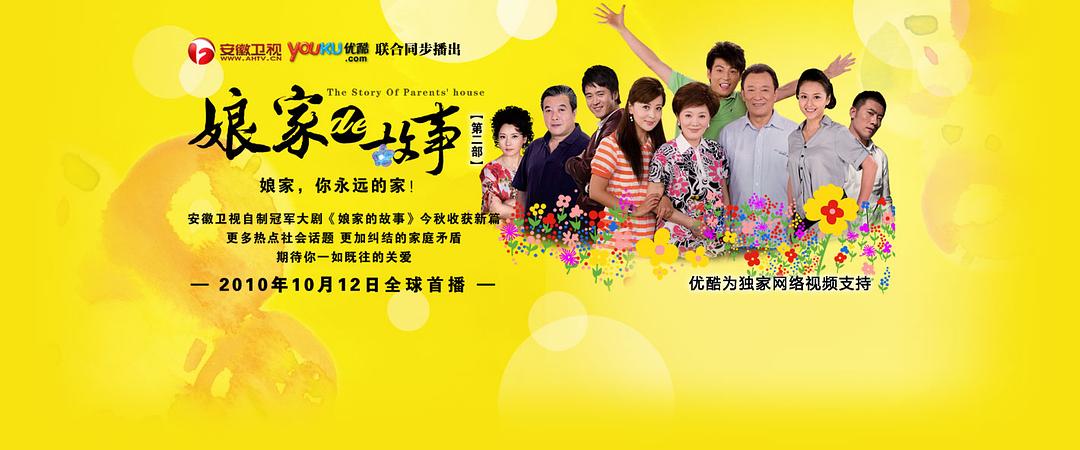 安徽卫视 YOUKU优酷 联合同步播出
WWW.AHTV.CN .com
The Story Of Parents' house
娘家的故事【第二部】
娘家，你永远的家！
安徽卫视自制冠军大剧《娘家的故事》今秋收获新篇
更多热点社会话题 更加纠结的家庭矛盾
期待你一如既往的关爱
— 2010年10月12日全球首播 —
优酷为独家网络视频支持